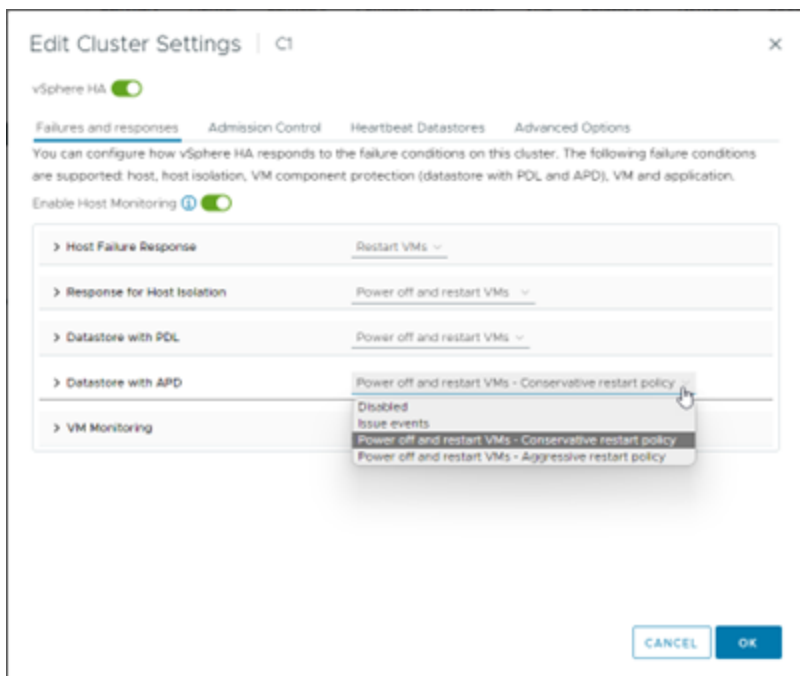 Edit Cluster Settings | C1
vSphere HA
Failures and responses Admission Control Heartbeat Datastores Advanced Options
You can configure how vSphere HA responds to the failure conditions on this cluster. The following failure conditions
are supported: host, host isolation, VM component protection (datastore with PDL and APD), VM and application.
Enable Host Monitoring
Host Failure Response Restart VMs
Response for Host Isolation Power off and restart VMs
Datastore with PDL Power off and restart VMs
Datastore with APD Power off and restart VMs - Conservative restart policy
Disabled
Issue events
VM Monitoring
Power off and restart VMs - Conservative restart policy
Power off and restart VMs - Aggressive restart policy
CANCEL OK